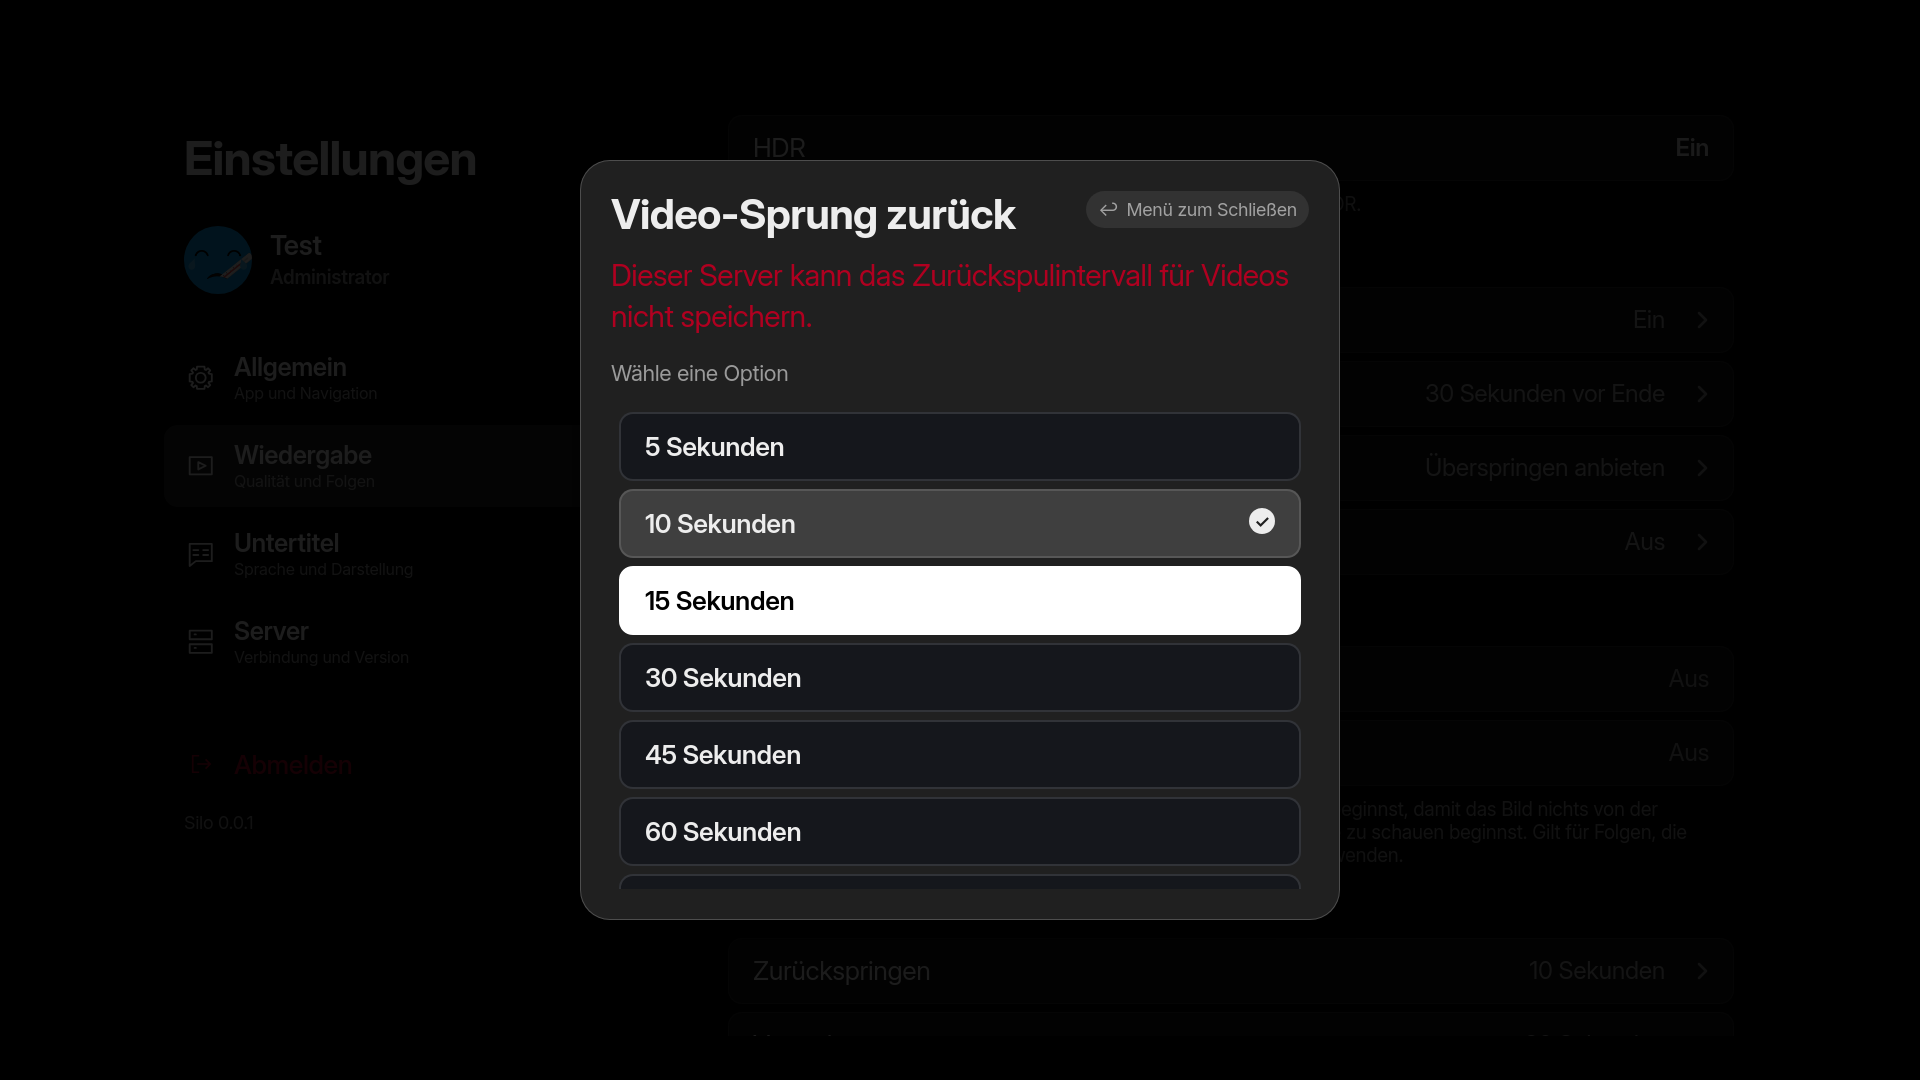 Einstellungen
Test
Administrator
Allgemein
App und Navigation
Wiedergabe
Qualität und Folgen
Untertitel
Sprache und Darstellung
Server
Verbindung und Version
Abmelden
Silo 0.0.1
HDR
Ein
DR.
Video-Sprung zurück
Menü zum Schließen
Dieser Server kann das Zurückspulintervall für Videos
nicht speichern.
Wähle eine Option
5 Sekunden
10 Sekunden
15 Sekunden
30 Sekunden
45 Sekunden
60 Sekunden
Ein
30 Sekunden vor Ende
Überspringen anbieten
Aus
Aus
Aus
eginnst, damit das Bild nichts von der
zu schauen beginnst. Gilt für Folgen, die
Zurückspringen
10 Sekunden